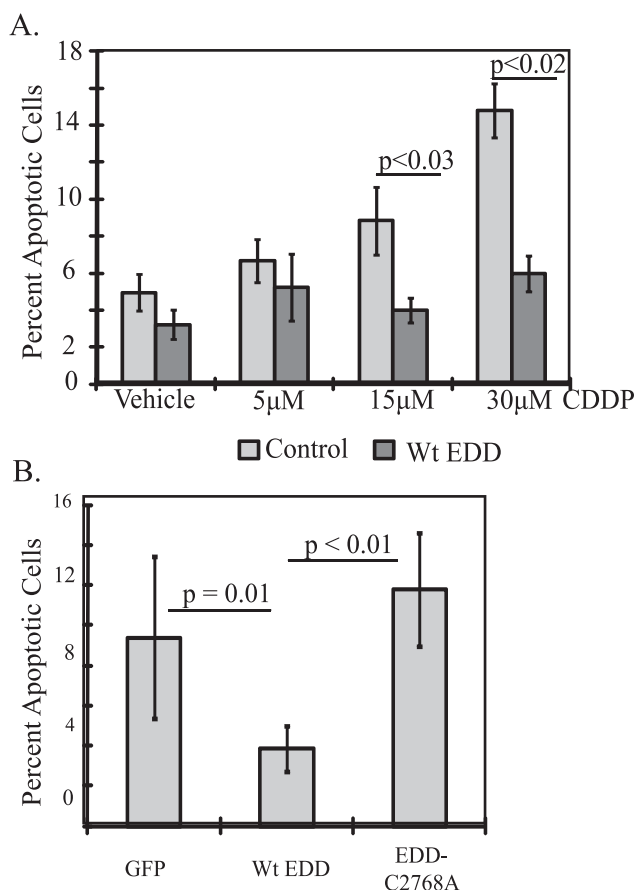 A.
18
14
10
6
2
0
Percent Apoptotic Cells
p<0.02
p<0.03
Vehicle 5μM 15μM 30μM CDDP
Control Wt EDD
B.
16
12
8
4
0
Percent Apoptotic Cells
p < 0.01
p = 0.01
GFP Wt EDD EDD-
C2768A